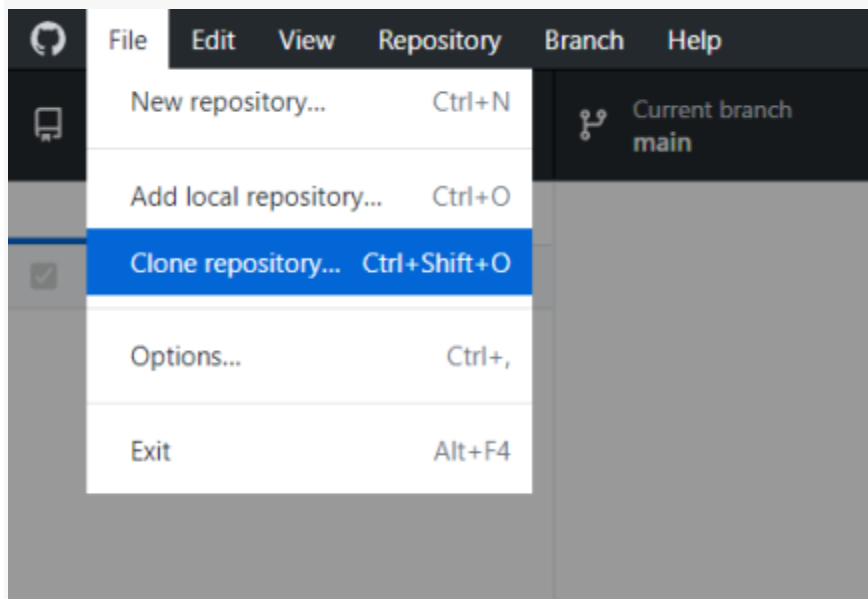 File Edit View Repository Branch Help
New repository... Ctrl+N
Current branch
main
Add local repository... Ctrl+O
Clone repository... Ctrl+Shift+O
Options... Ctrl+,
Exit Alt+F4